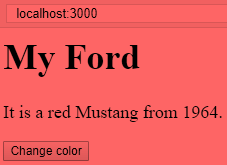 localhost:3000
My Ford
It is a red Mustang from 1964.
Change color